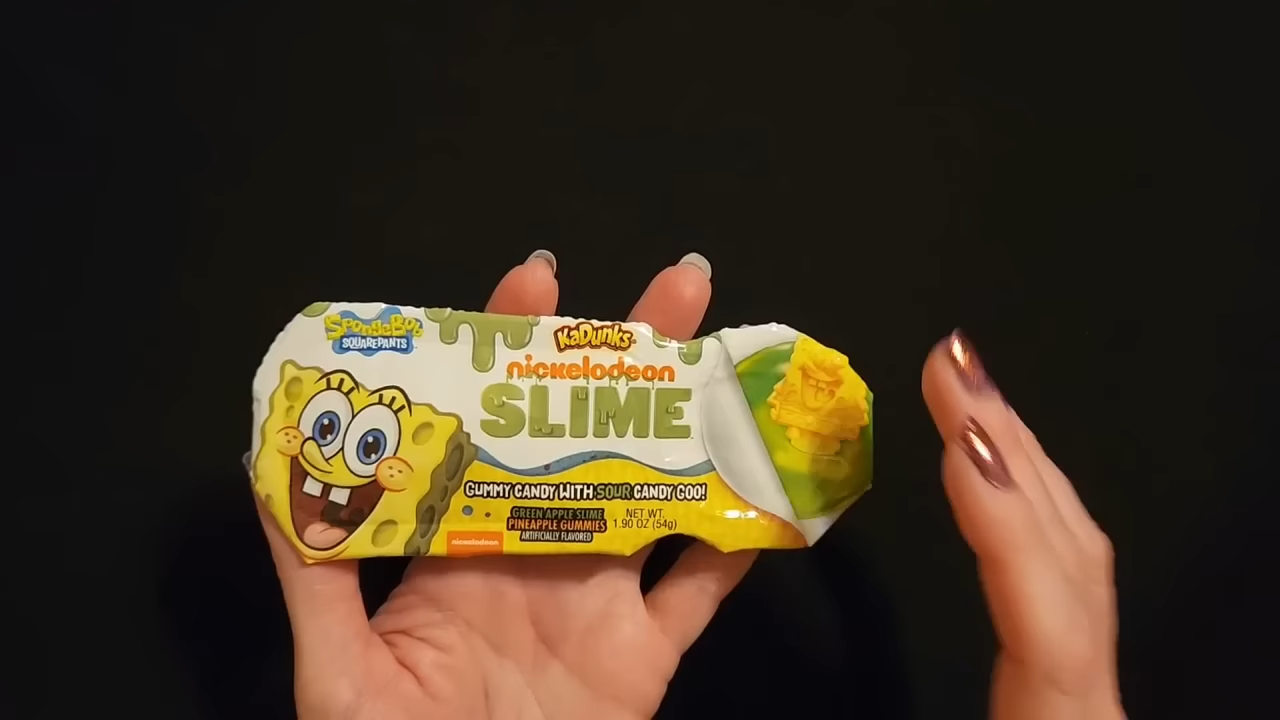 SpongeBob
SQUAREPANTS
KaDunks
nickelodeon
SLIME
GUMMY CANDY WITH SOUR CANDY GOO!
GREEN APPLE SLIME
PINEAPPLE GUMMIES
ARTIFICIALLY FLAVORED
NET WT.
1.90 OZ (54g)
nickelodeon